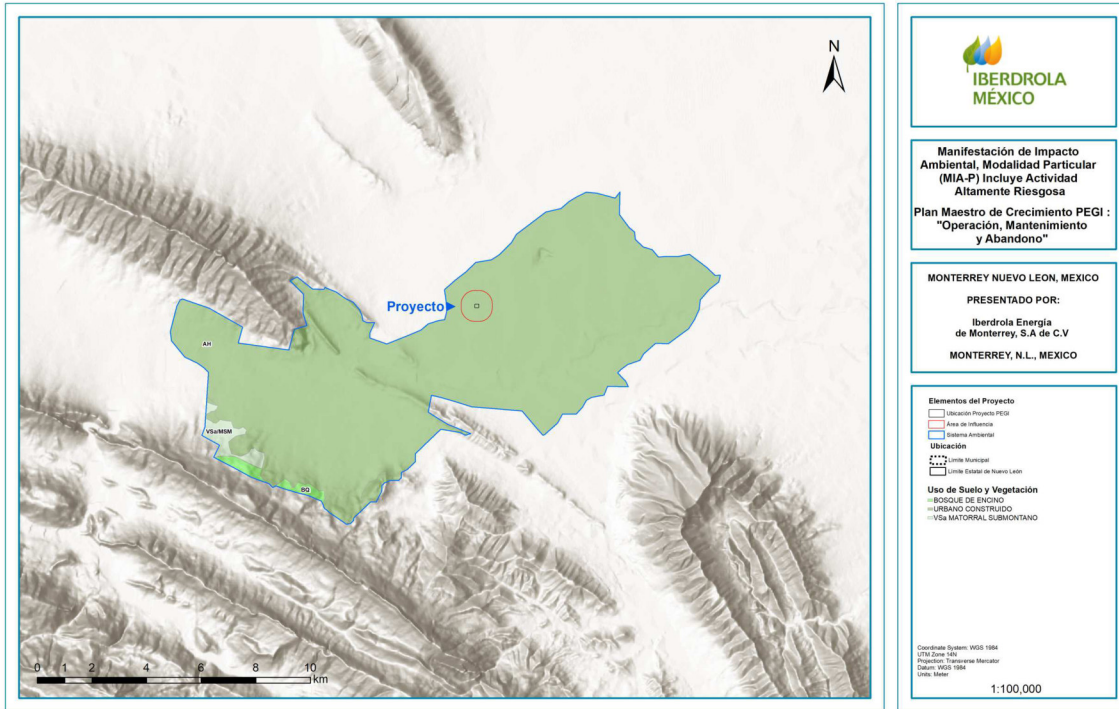 N
Proyecto
AH
VSa/MSM
BQ
0 1 2 4 6 8 10
km
IBERDROLA
MÉXICO
Manifestación de Impacto
Ambiental, Modalidad Particular
(MIA-P) Incluye Actividad
Altamente Riesgosa
Plan Maestro de Crecimiento PEGI :
"Operación, Mantenimiento
y Abandono"
MONTERREY NUEVO LEON, MEXICO
PRESENTADO POR:
Iberdrola Energía
de Monterrey, S.A de C.V
MONTERREY, N.L., MEXICO
Elementos del Proyecto
Ubicación Proyecto PEGI
Área de Influencia
Sistema Ambiental
Ubicación
Límite Municipal
Límite Estatal de Nuevo León
Uso de Suelo y Vegetación
BOSQUE DE ENCINO
URBANO CONSTRUIDO
VSa MATORRAL SUBMONTANO
Coordinate System: WGS 1984
UTM Zone 14N
Projection: Transverse Mercator
Datum: WGS 1984
Units: Meter
1:100,000